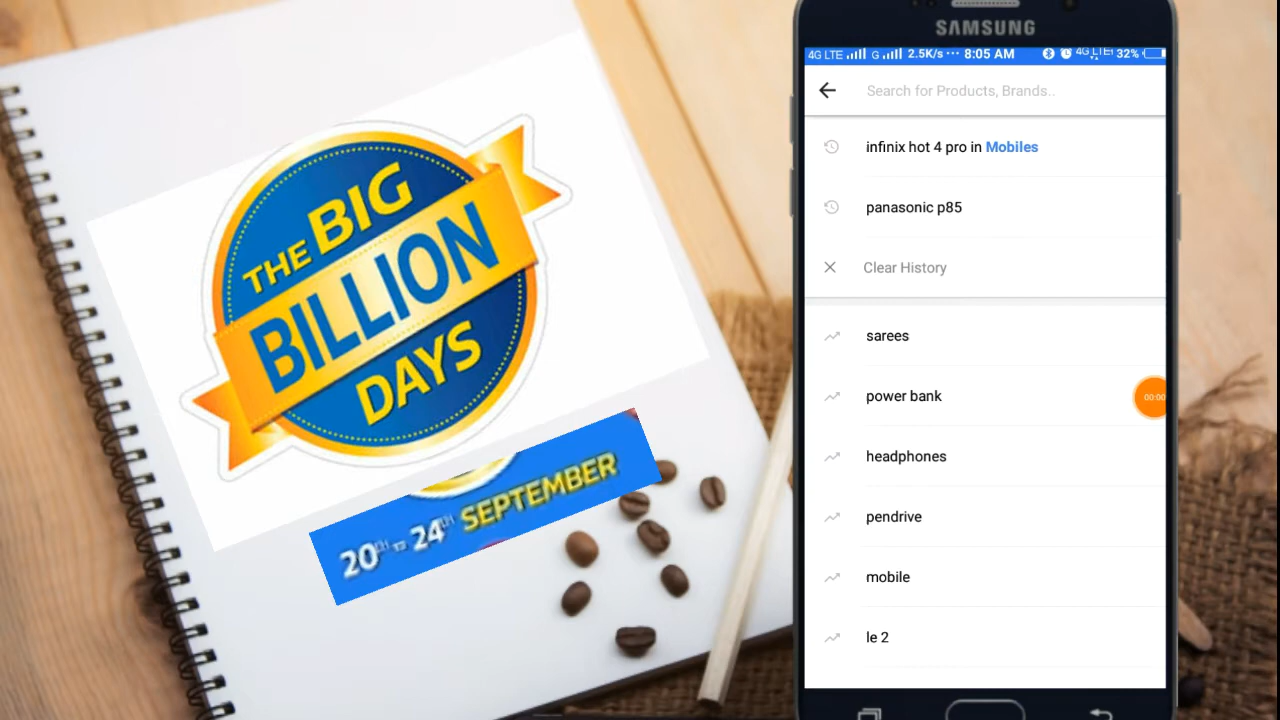 THE BIG
BILLION
DAYS
20TH TO 24TH SEPTEMBER
SAMSUNG
4G LTE G 2.5K/s ··· 8:05 AM 4G LTE 32%
Search for Products, Brands..
infinix hot 4 pro in Mobiles
panasonic p85
Clear History
sarees
power bank
headphones
pendrive
mobile
le 2
00:00